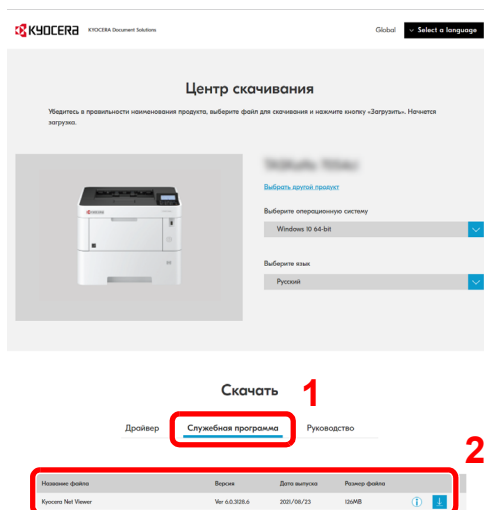 KYOCERA KYOCERA Document Solutions Global Select a language
Центр скачивания
Убедитесь в правильности наименования продукта, выберите файл для скачивания и нажмите кнопку «Загрузить». Начнется
загрузка.
Выбрать другой продукт
Выберите операционную систему
Windows 10 64-bit
Выберите язык
Русский
KYOCERA
Скачать
1
Драйвер Служебная программа Руководство
2
Название файла Версия Дата выпуска Размер файла
Kyocera Net Viewer Ver 6.0.3128.6 2021/08/23 126MB